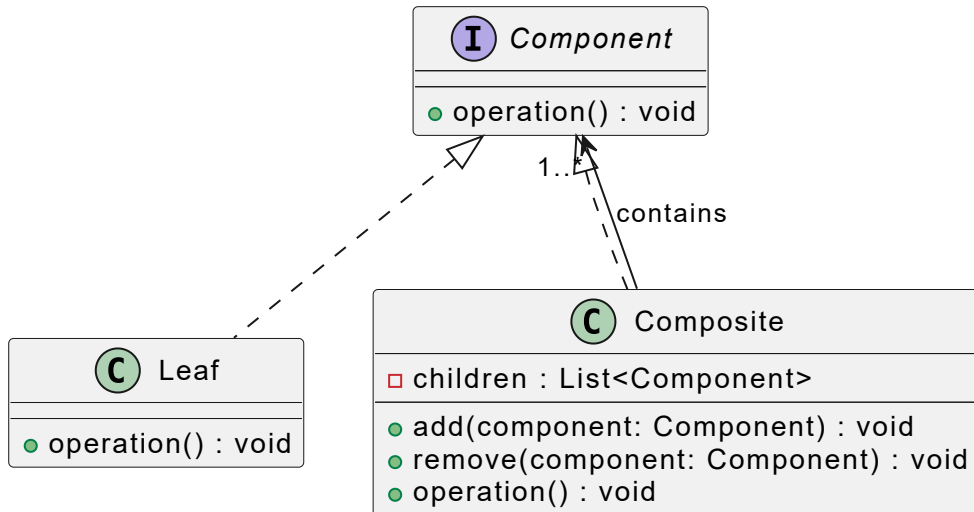 I Component
operation() : void
1..*
contains
C Leaf
operation() : void
C Composite
children : List<Component>
add(component: Component) : void
remove(component: Component) : void
operation() : void